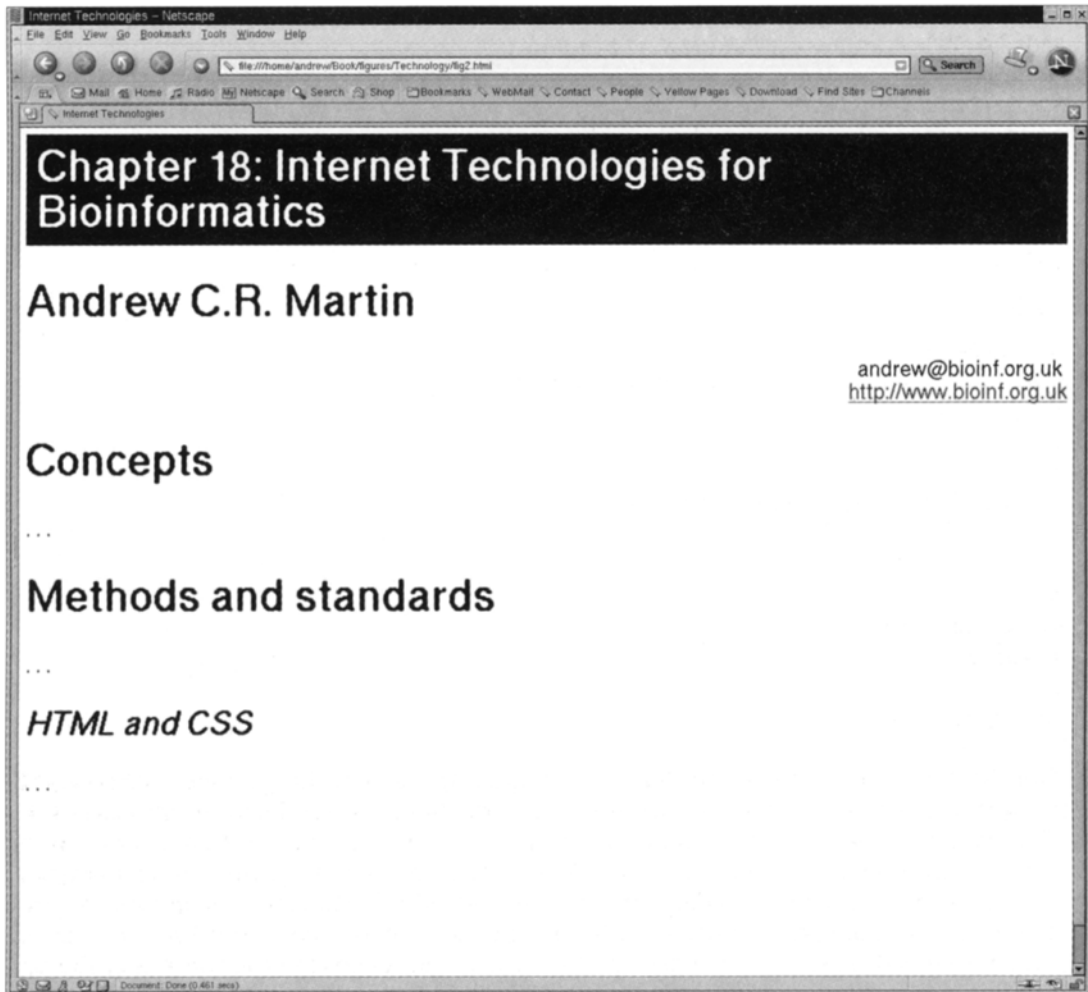 Internet Technologies – Netscape
File Edit View Go Bookmarks Tools Window Help
file:///home/andrew/Book/figures/Technology/fig2.html Search
Mail Home Radio Netscape Search Shop Bookmarks WebMail Contact People Yellow Pages Download Find Sites Channels
Internet Technologies
Chapter 18: Internet Technologies for
Bioinformatics
Andrew C.R. Martin
andrew@bioinf.org.uk
http://www.bioinf.org.uk
Concepts
...
Methods and standards
...
HTML and CSS
...
Document: Done (0.461 secs)